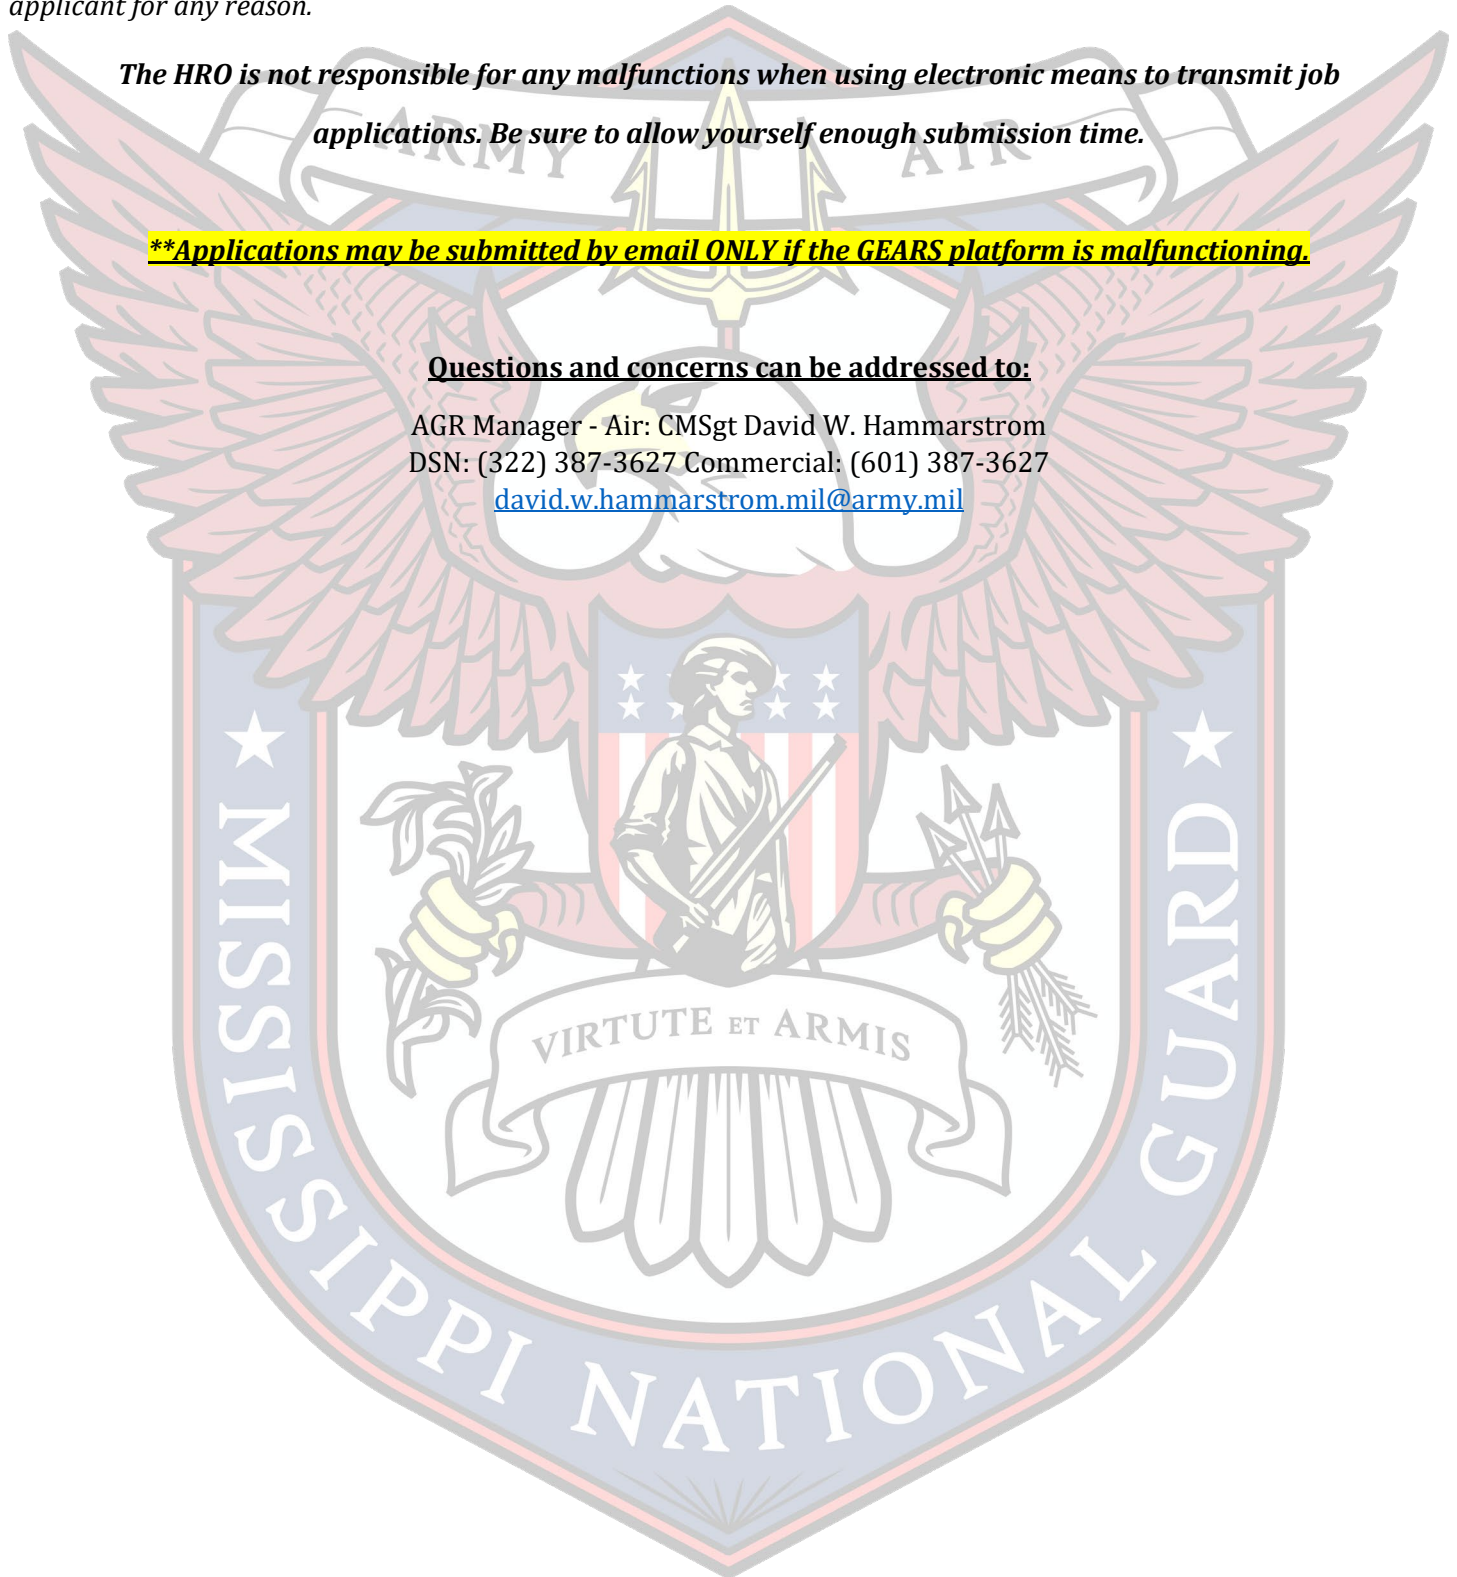 applicant for any reason.
The HRO is not responsible for any malfunctions when using electronic means to transmit job
applications. Be sure to allow yourself enough submission time.
ARMY AIR
**Applications may be submitted by email ONLY if the GEARS platform is malfunctioning.
Questions and concerns can be addressed to:
AGR Manager - Air: CMSgt David W. Hammarstrom
DSN: (322) 387-3627 Commercial: (601) 387-3627
david.w.hammarstrom.mil@army.mil
VIRTUTE ET ARMIS
MISSISSIPPI NATIONAL GUARD